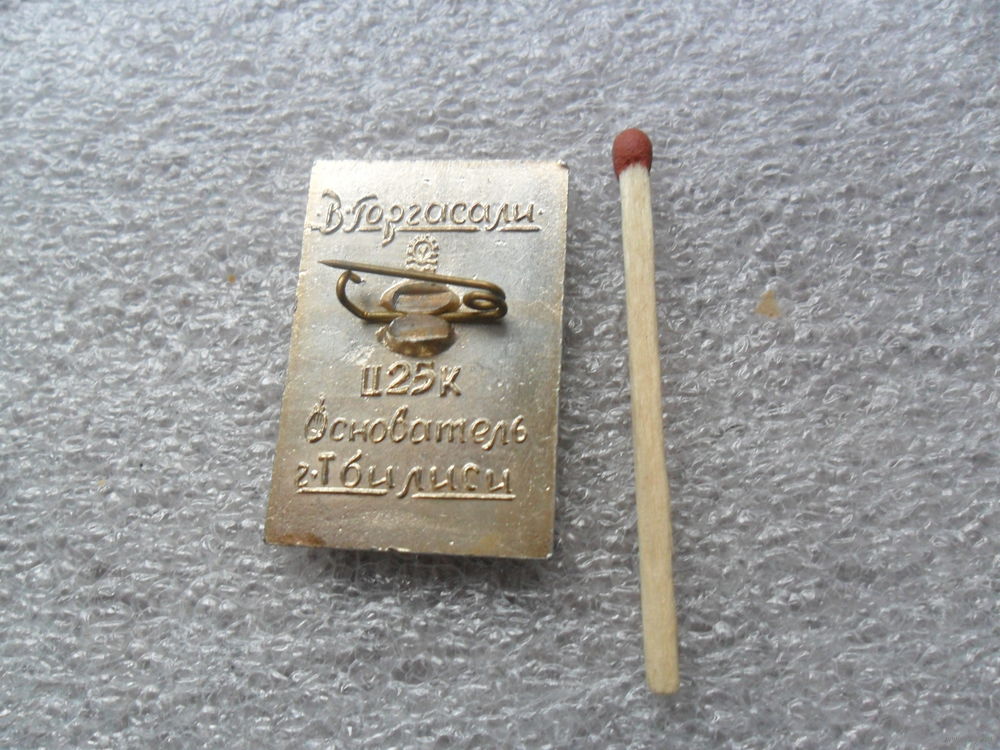 В. Горгасали
Ц25к
Основатель
г. Тбилиси